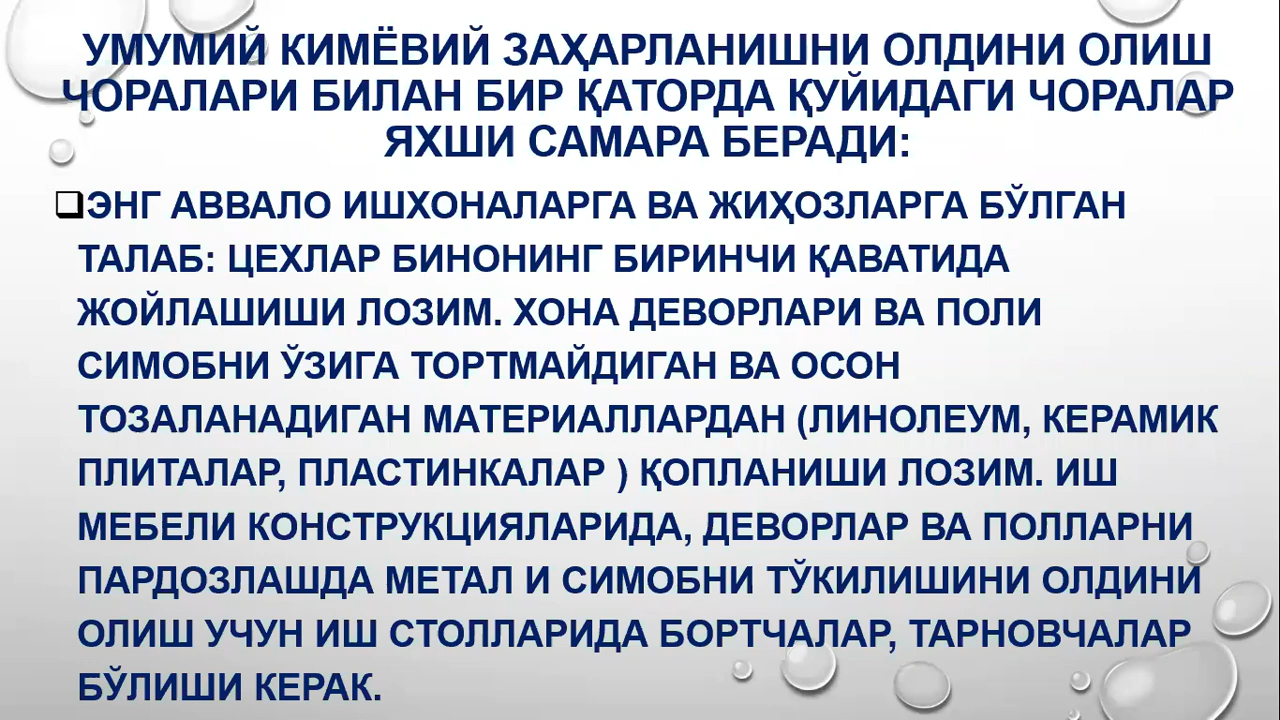 УМУМИЙ КИМЁВИЙ ЗАҲАРЛАНИШНИ ОЛДИНИ ОЛИШ
ЧОРАЛАРИ БИЛАН БИР ҚАТОРДА ҚУЙИДАГИ ЧОРАЛАР
ЯХШИ САМАРА БЕРАДИ:
ЭНГ АВВАЛО ИШХОНАЛАРГА ВА ЖИҲОЗЛАРГА БЎЛГАН
ТАЛАБ: ЦЕХЛАР БИНОНИНГ БИРИНЧИ ҚАВАТИДА
ЖОЙЛАШИШИ ЛОЗИМ. ХОНА ДЕВОРЛАРИ ВА ПОЛИ
СИМОБНИ ЎЗИГА ТОРТМАЙДИГАН ВА ОСОН
ТОЗАЛАНАДИГАН МАТЕРИАЛЛАРДАН (ЛИНОЛЕУМ, КЕРАМИК
ПЛИТАЛАР, ПЛАСТИНКАЛАР ) ҚОПЛАНИШИ ЛОЗИМ. ИШ
МЕБЕЛИ КОНСТРУКЦИЯЛАРИДА, ДЕВОРЛАР ВА ПОЛЛАРНИ
ПАРДОЗЛАШДА МЕТАЛ И СИМОБНИ ТЎКИЛИШИНИ ОЛДИНИ
ОЛИШ УЧУН ИШ СТОЛЛАРИДА БОРТЧАЛАР, ТАРНОВЧАЛАР
БЎЛИШИ КЕРАК.